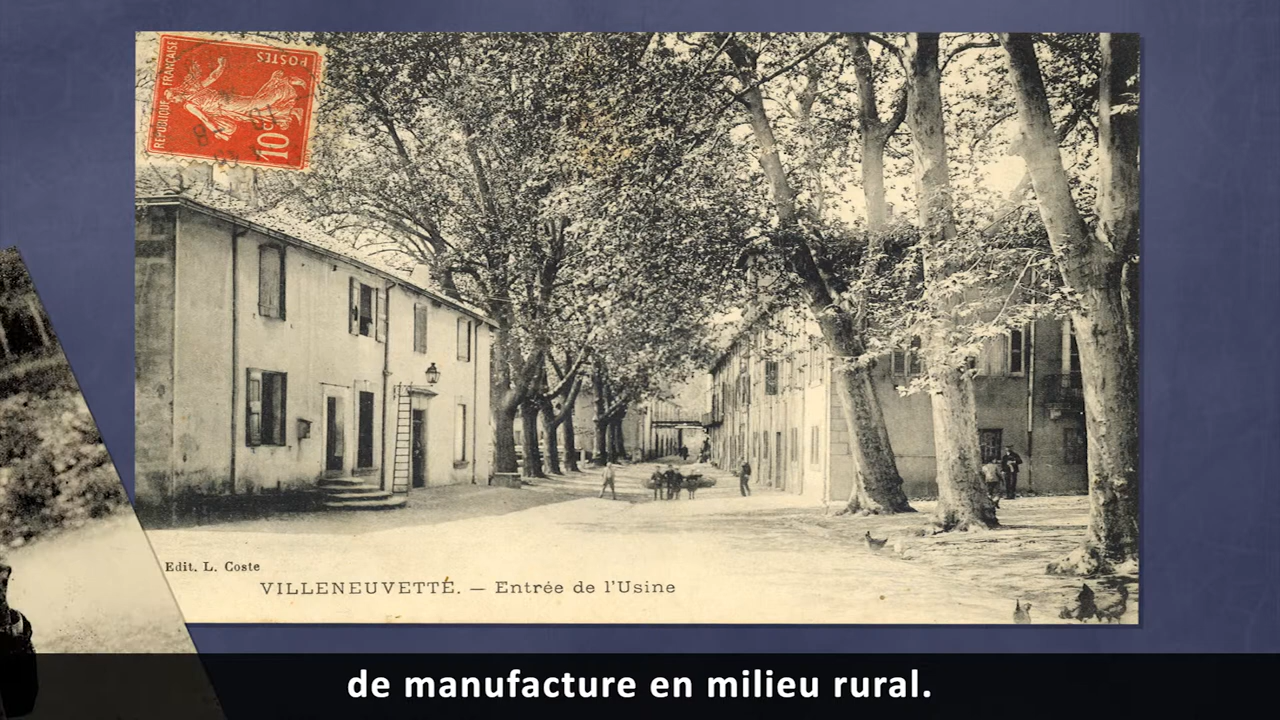 POSTES
REPUBLIQUE FRANÇAISE
10
Edit. L. Coste
VILLENEUVETTE. — Entrée de l'Usine
de manufacture en milieu rural.